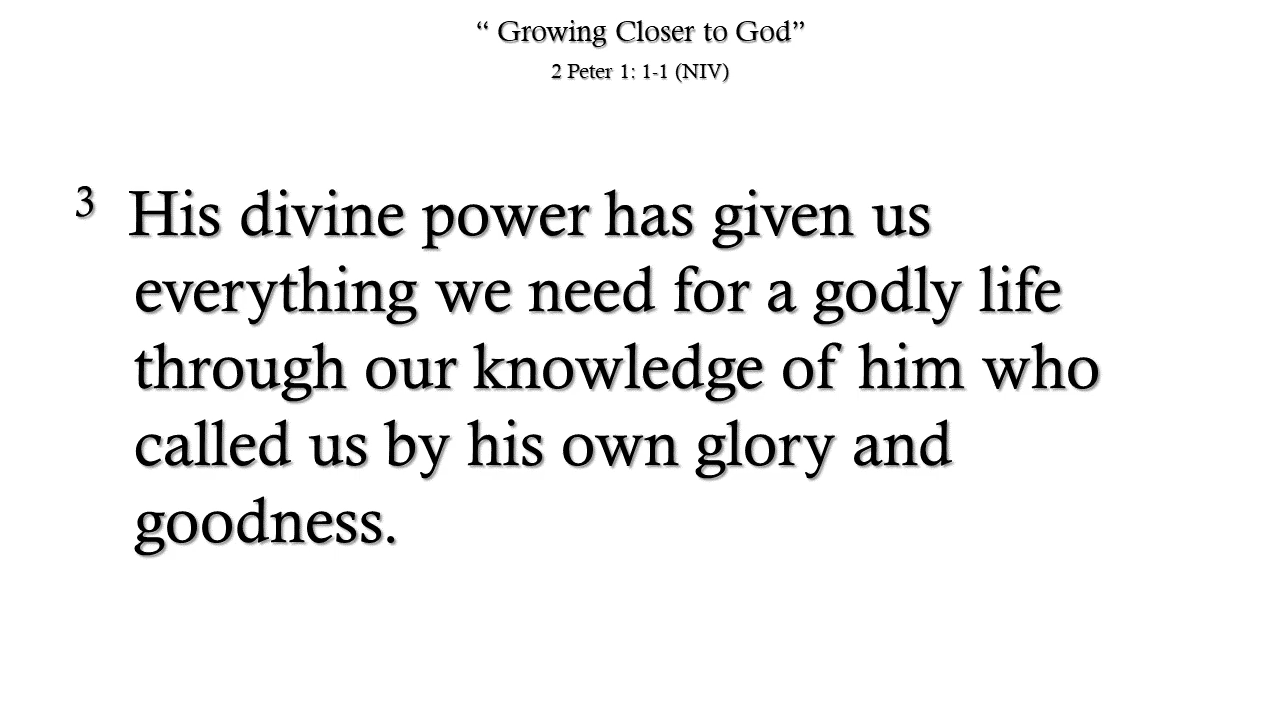 “ Growing Closer to God”
2 Peter 1: 1-1 (NIV)
3 His divine power has given us
everything we need for a godly life
through our knowledge of him who
called us by his own glory and
goodness.